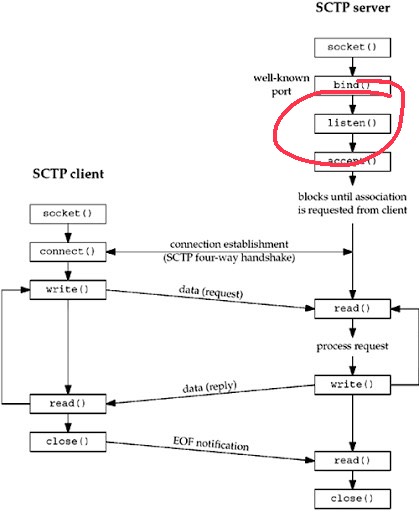 SCTP server
socket()
well-known
port
bind()
listen()
accept()
blocks until association
is requested from client
SCTP client
socket()
connect()
connection establishment
(SCTP four-way handshake)
write()
data (request)
read()
process request
data (reply)
write()
read()
close()
EOF notification
read()
close()